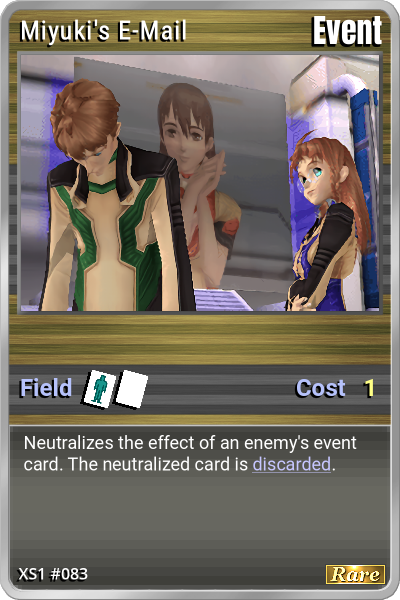 Miyuki's E-Mail
Event
Field
Cost 1
Neutralizes the effect of an enemy's event
card. The neutralized card is discarded.
XS1 #083
Rare